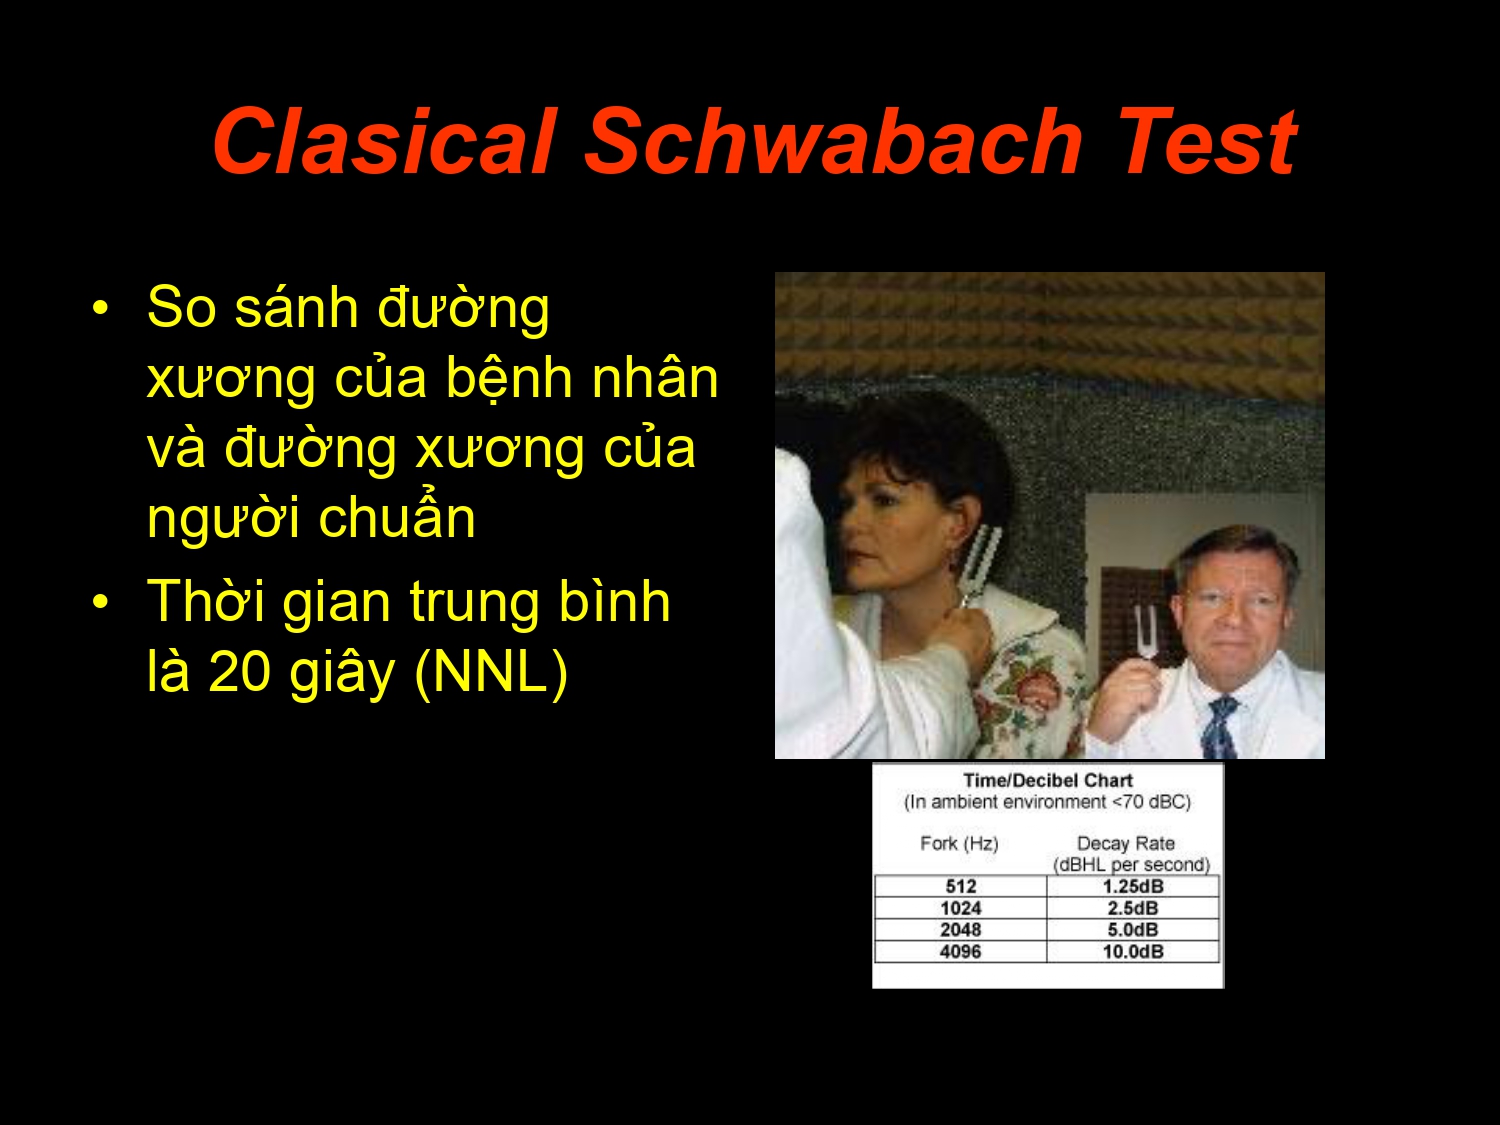 Clasical Schwabach Test
• So sánh đường
xương của bệnh nhân
và đường xương của
người chuẩn
• Thời gian trung bình
là 20 giây (NNL)
Time/Decibel Chart
(In ambient environment <70 dBC)
Fork (Hz) Decay Rate
(dBHL per second)
512 1.25dB
1024 2.5dB
2048 5.0dB
4096 10.0dB